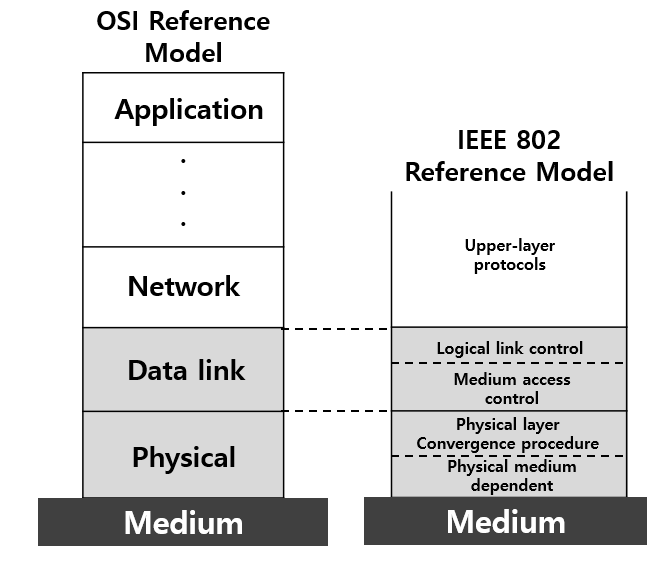 OSI Reference
Model
Application
.
.
.
Network
Data link
Physical
Medium
IEEE 802
Reference Model
Upper-layer
protocols
Logical link control
Medium access
control
Physical layer
Convergence procedure
Physical medium
dependent
Medium